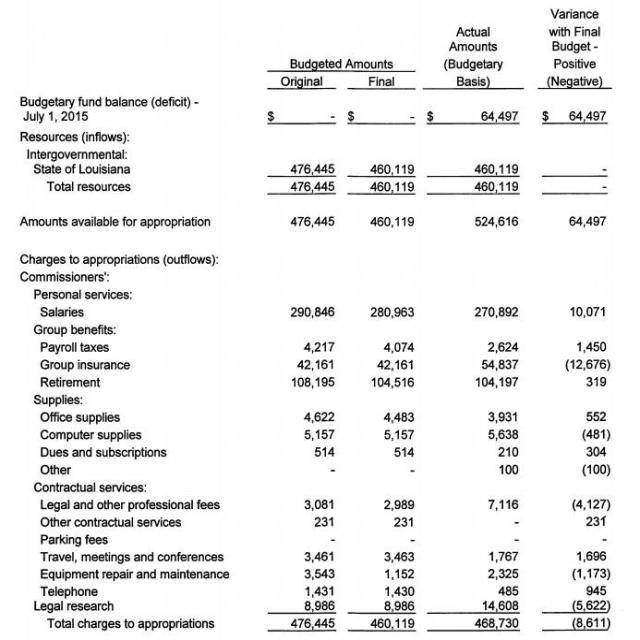 Variance
Actual with Final
Amounts Budget -
Budgeted Amounts (Budgetary Positive
Original Final Basis) (Negative)
Budgetary fund balance (deficit) -
July 1, 2015 $ - $ - $ 64,497 $ 64,497
Resources (inflows):
Intergovernmental:
State of Louisiana 476,445 460,119 460,119 -
Total resources 476,445 460,119 460,119 -
Amounts available for appropriation 476,445 460,119 524,616 64,497
Charges to appropriations (outflows):
Commissioners':
Personal services:
Salaries 290,846 280,963 270,892 10,071
Group benefits:
Payroll taxes 4,217 4,074 2,624 1,450
Group insurance 42,161 42,161 54,837 (12,676)
Retirement 108,195 104,516 104,197 319
Supplies:
Office supplies 4,622 4,483 3,931 552
Computer supplies 5,157 5,157 5,638 (481)
Dues and subscriptions 514 514 210 304
Other - - 100 (100)
Contractual services:
Legal and other professional fees 3,081 2,989 7,116 (4,127)
Other contractual services 231 231 - 231
Parking fees - - - -
Travel, meetings and conferences 3,461 3,463 1,767 1,696
Equipment repair and maintenance 3,543 1,152 2,325 (1,173)
Telephone 1,431 1,430 485 945
Legal research 8,986 8,986 14,608 (5,622)
Total charges to appropriations 476,445 460,119 468,730 (8,611)